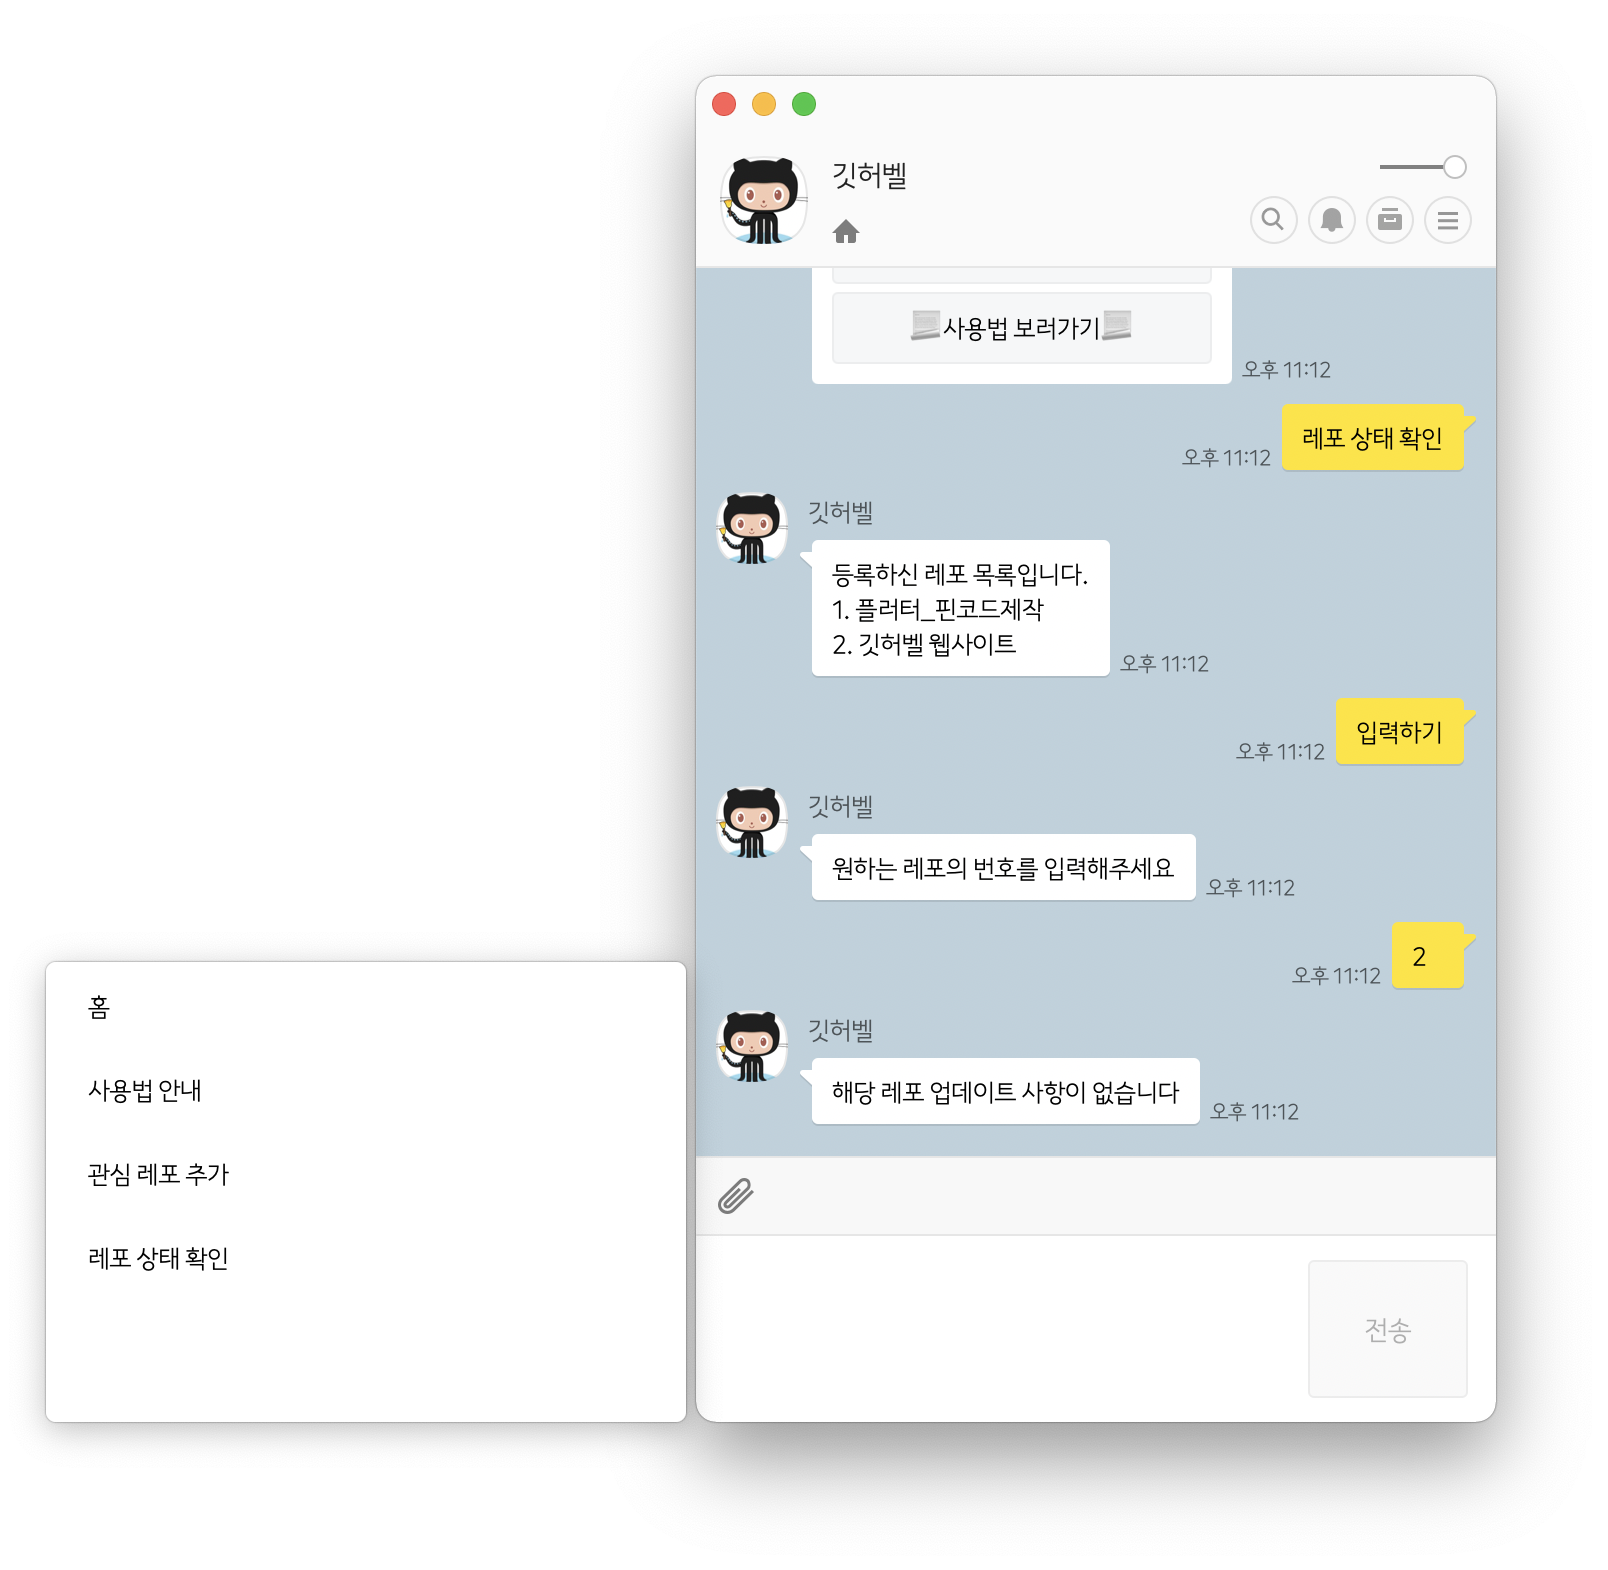 깃허벨
사용법 보러가기
오후 11:12
레포 상태 확인
오후 11:12
깃허벨
등록하신 레포 목록입니다.
1. 플러터_핀코드제작
2. 깃허벨 웹사이트
오후 11:12
입력하기
오후 11:12
깃허벨
원하는 레포의 번호를 입력해주세요
오후 11:12
2
오후 11:12
깃허벨
해당 레포 업데이트 사항이 없습니다
오후 11:12
전송
홈
사용법 안내
관심 레포 추가
레포 상태 확인